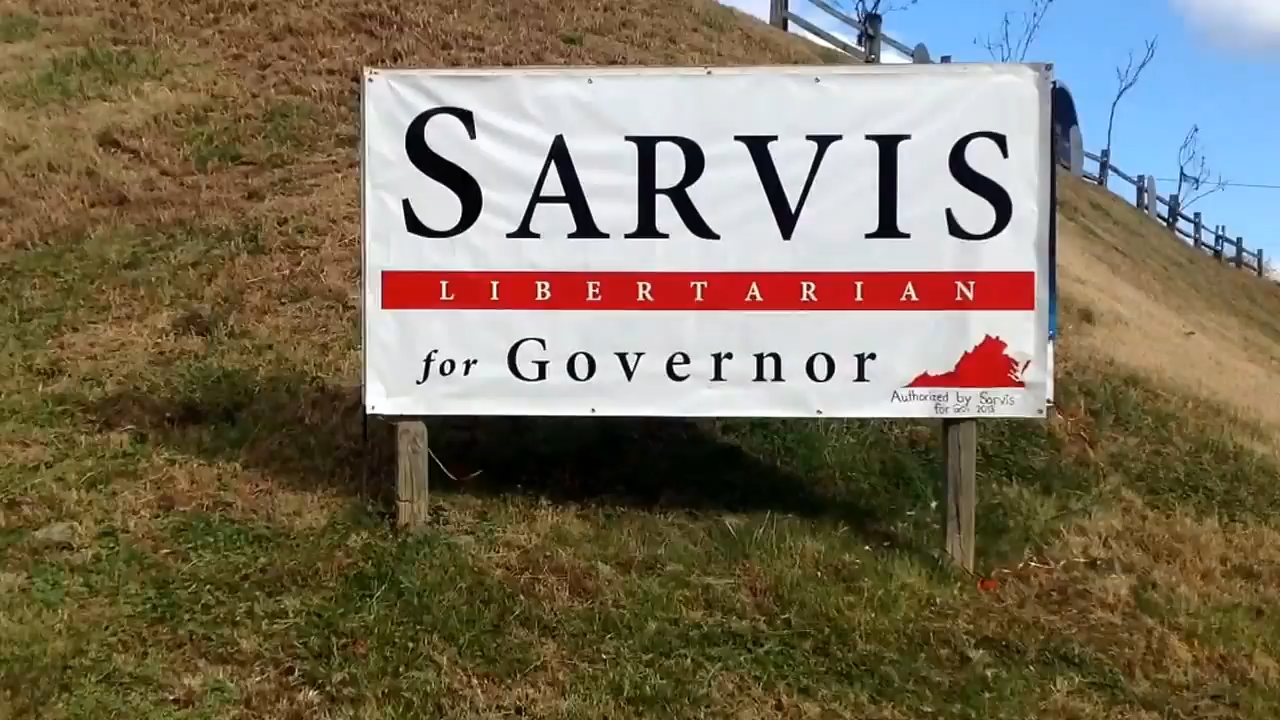 SARVIS
LIBERTARIAN
for Governor
Authorized by Sarvis
for Gov 2013